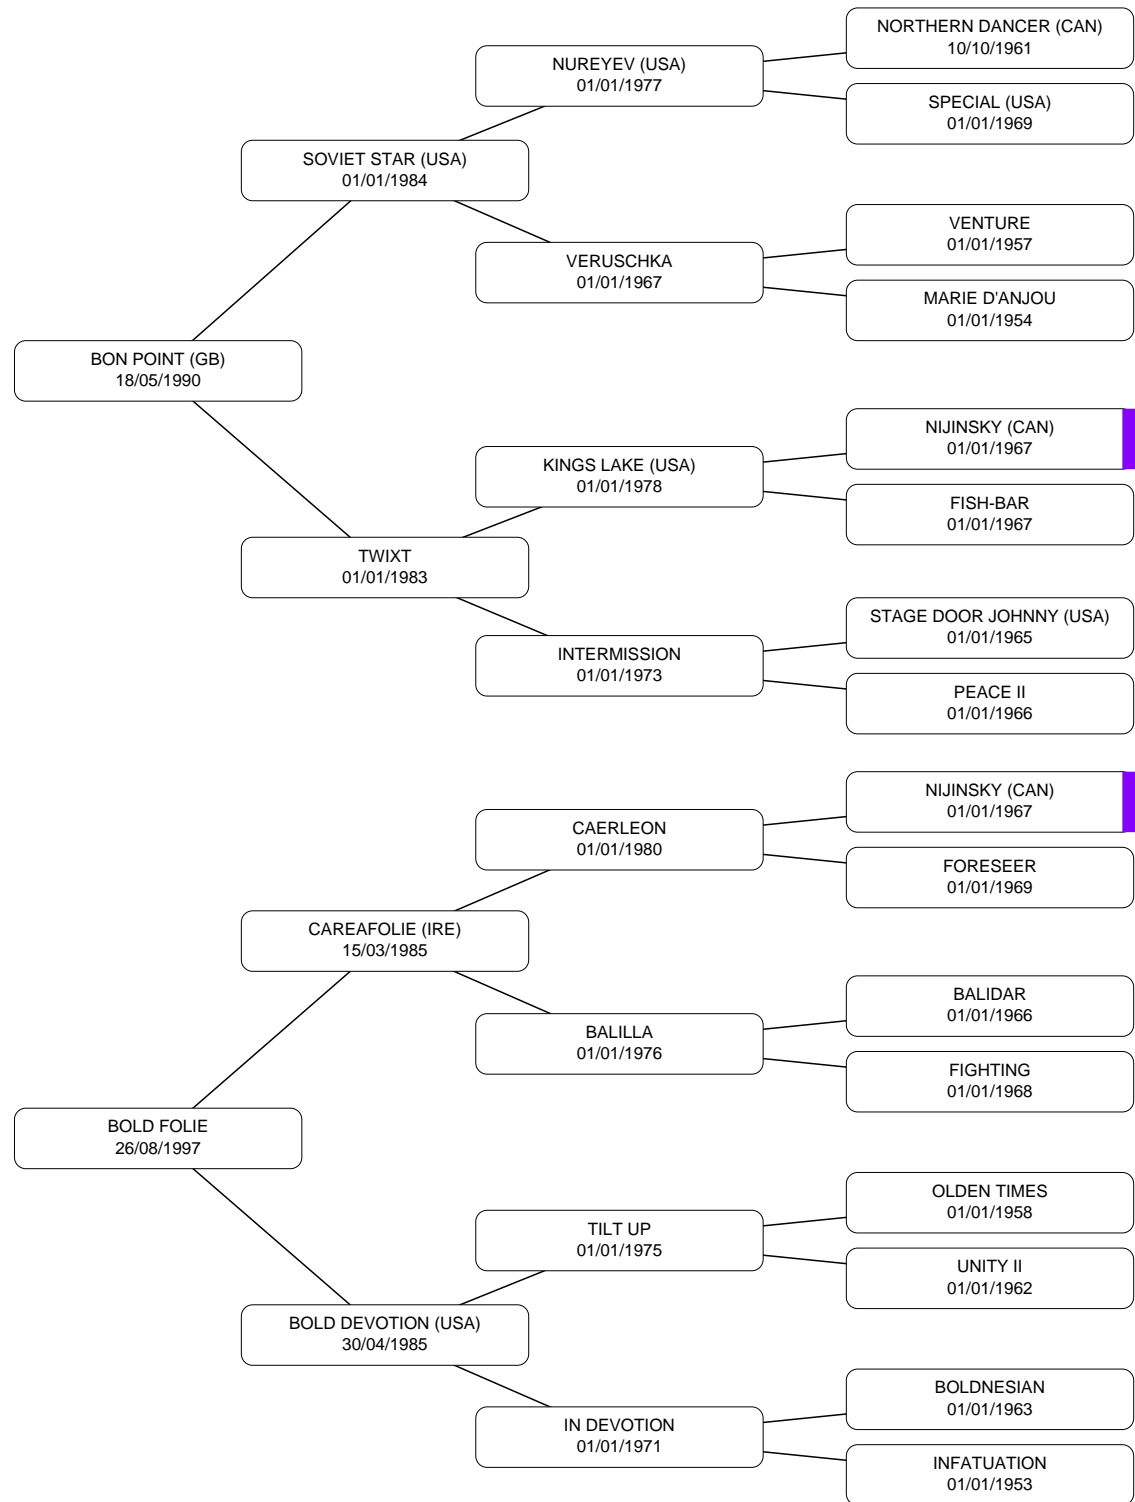 NORTHERN DANCER (CAN)
10/10/1961
NUREYEV (USA)
01/01/1977
SPECIAL (USA)
01/01/1969
SOVIET STAR (USA)
01/01/1984
VENTURE
01/01/1957
VERUSCHKA
01/01/1967
MARIE D'ANJOU
01/01/1954
BON POINT (GB)
18/05/1990
NIJINSKY (CAN)
01/01/1967
KINGS LAKE (USA)
01/01/1978
FISH-BAR
01/01/1967
TWIXT
01/01/1983
STAGE DOOR JOHNNY (USA)
01/01/1965
INTERMISSION
01/01/1973
PEACE II
01/01/1966
NIJINSKY (CAN)
01/01/1967
CAERLEON
01/01/1980
FORESEER
01/01/1969
CAREAFOLIE (IRE)
15/03/1985
BALIDAR
01/01/1966
BALILLA
01/01/1976
FIGHTING
01/01/1968
BOLD FOLIE
26/08/1997
OLDEN TIMES
01/01/1958
TILT UP
01/01/1975
UNITY II
01/01/1962
BOLD DEVOTION (USA)
30/04/1985
BOLDNESIAN
01/01/1963
IN DEVOTION
01/01/1971
INFATUATION
01/01/1953